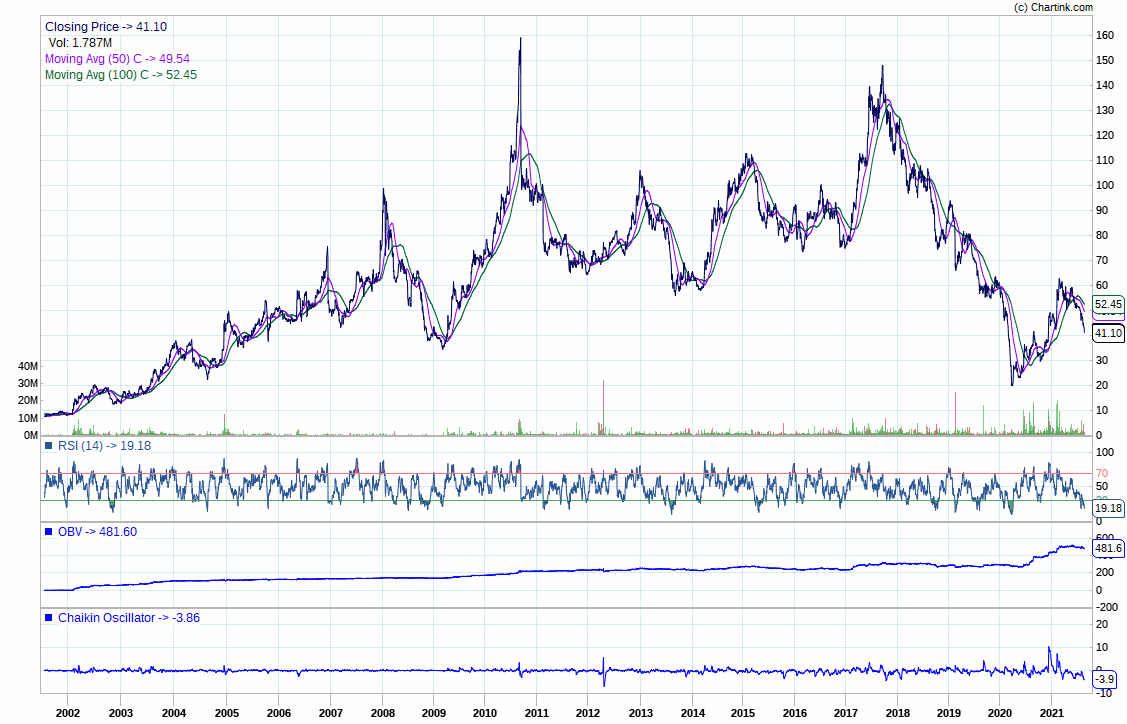 (c) Chartink.com
Closing Price -> 41.10
Vol: 1.787M
Moving Avg (50) C -> 49.54
Moving Avg (100) C -> 52.45
160
150
140
130
120
110
100
90
80
70
60
52.45
41.10
30
20
10
0
40M
30M
20M
10M
0M
RSI (14) -> 19.18
100
70
50
19.18
0
OBV -> 481.60
600
481.6
200
0
-200
Chaikin Oscillator -> -3.86
20
10
0
-3.9
-10
2002 2003 2004 2005 2006 2007 2008 2009 2010 2011 2012 2013 2014 2015 2016 2017 2018 2019 2020 2021